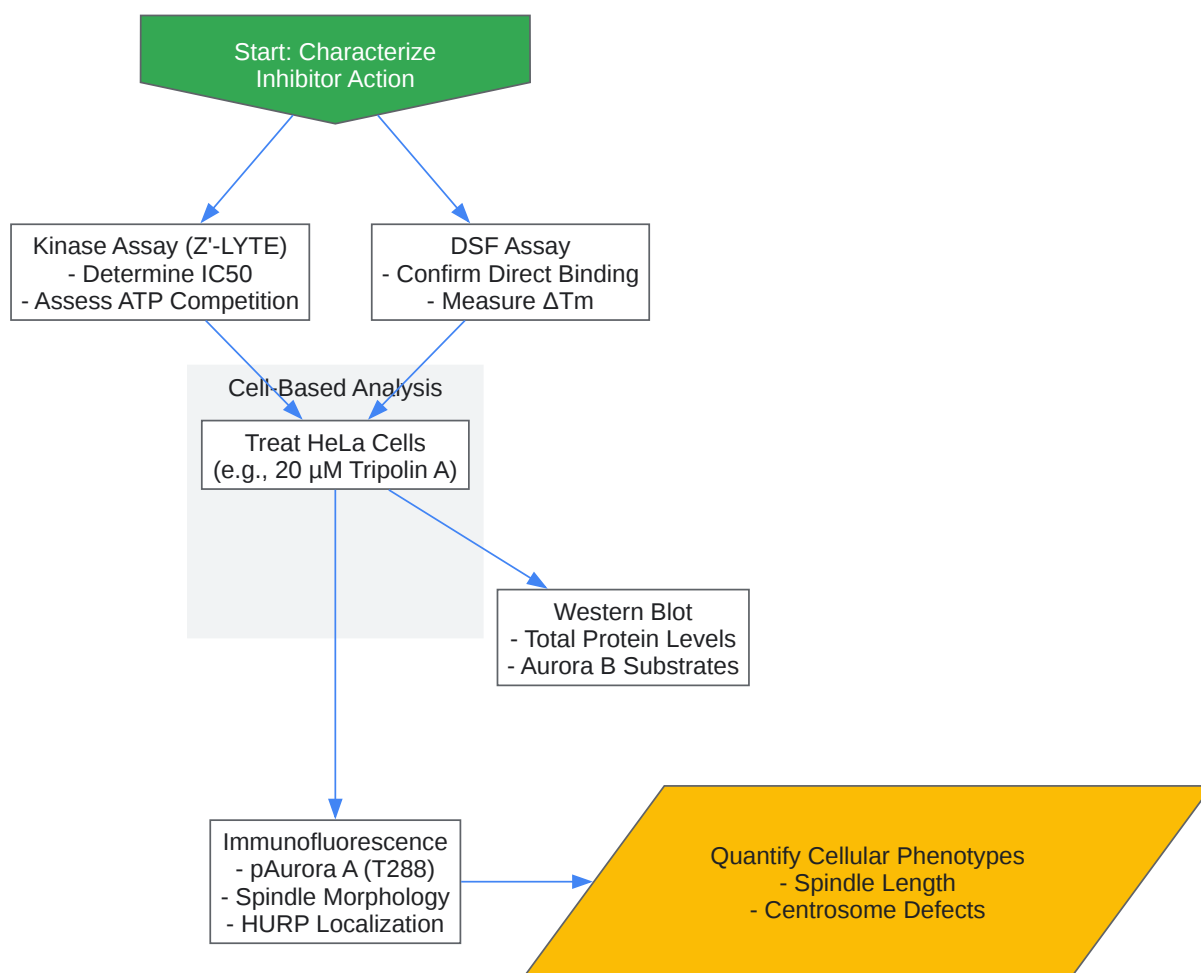 Start: Characterize
Inhibitor Action
Kinase Assay (Z'-LYTE)
- Determine IC50
- Assess ATP Competition
DSF Assay
- Confirm Direct Binding
- Measure ΔTm
Cell-Based Analysis
Treat HeLa Cells
(e.g., 20 µM Tripolin A)
Western Blot
- Total Protein Levels
- Aurora B Substrates
Immunofluorescence
- pAurora A (T288)
- Spindle Morphology
- HURP Localization
Quantify Cellular Phenotypes
- Spindle Length
- Centrosome Defects